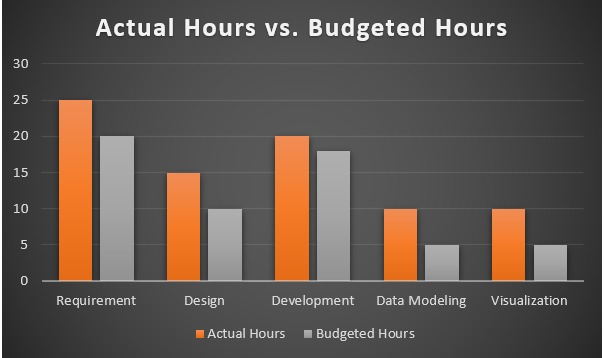 Actual Hours vs. Budgeted Hours
30
25
20
15
10
5
0
Requirement Design Development Data Modeling Visualization
Actual Hours Budgeted Hours